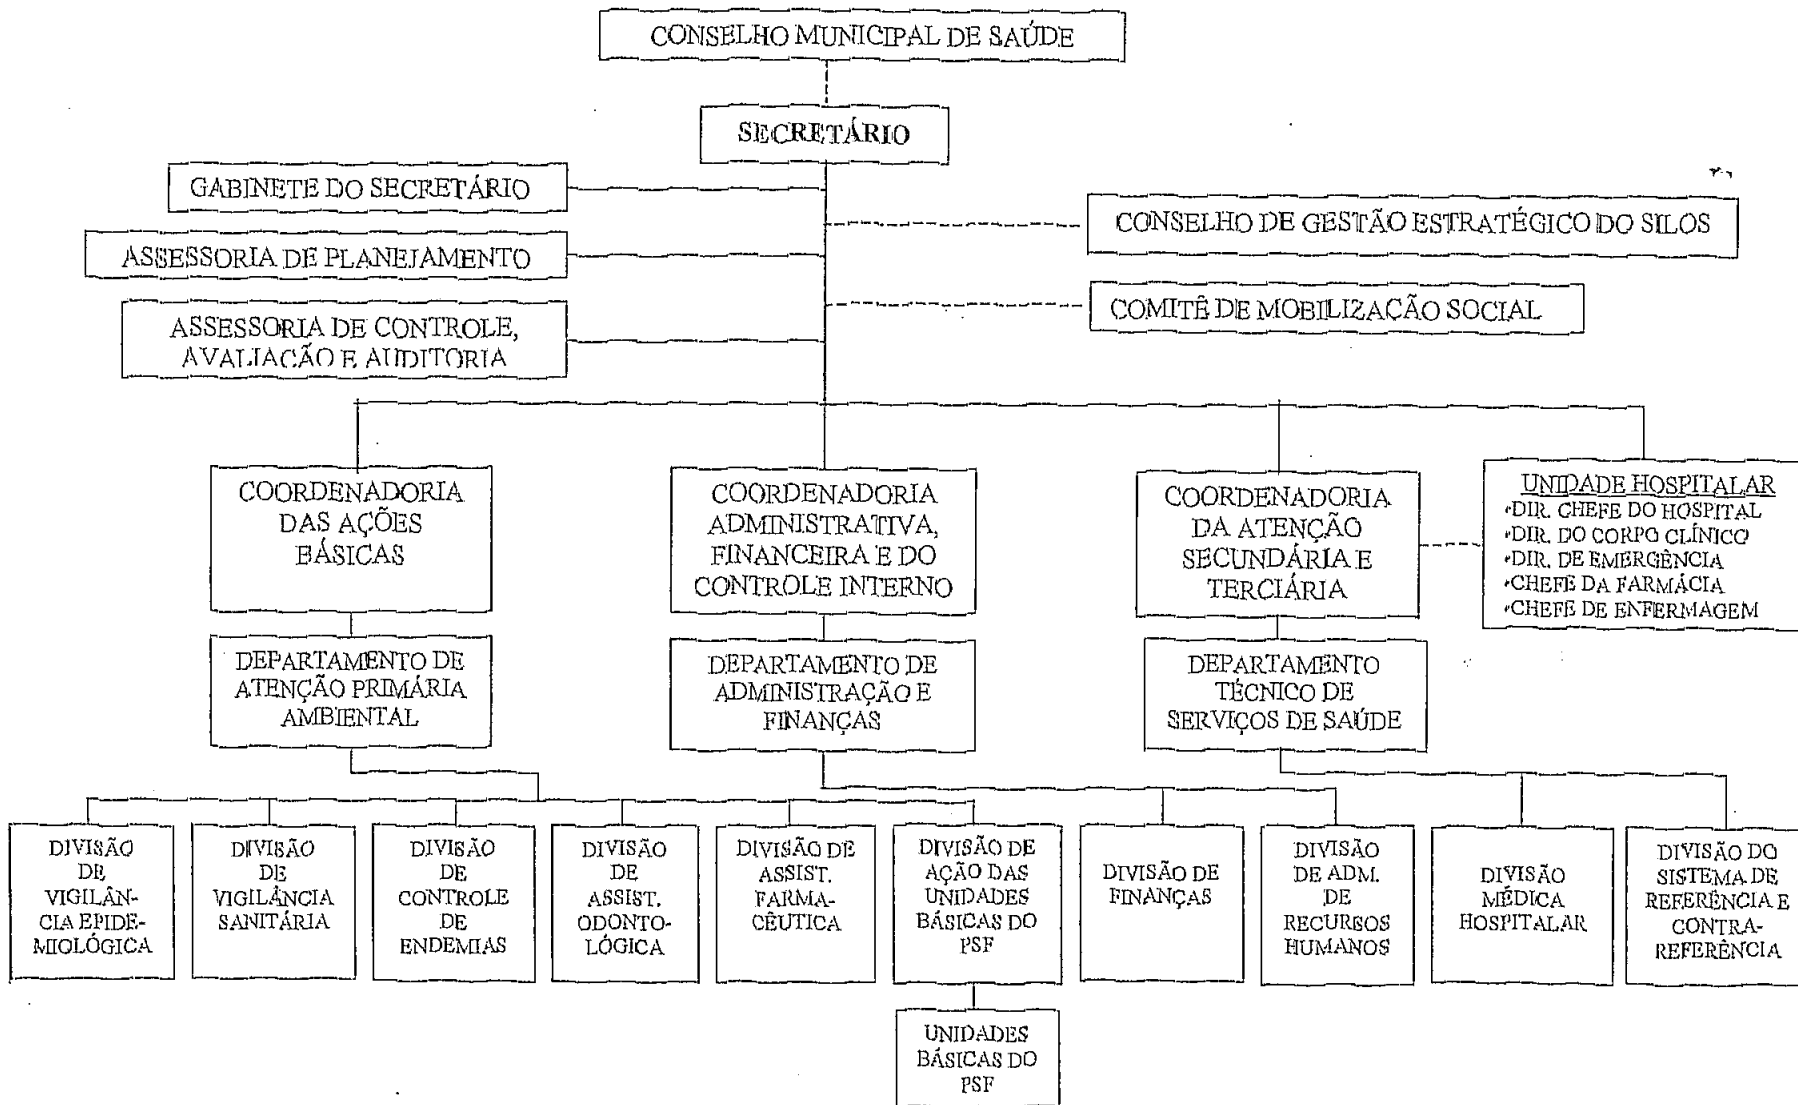 CONSELHO MUNICIPAL DE SAÚDE
SECRETÁRIO
GABINETE DO SECRETÁRIO
CONSELHO DE GESTÃO ESTRATÉGICO DO SILOS
ASSESSORIA DE PLANEJAMENTO
COMITÊ DE MOBILIZAÇÃO SOCIAL
ASSESSORIA DE CONTROLE,
AVALIAÇÃO E AUDITORIA
COORDENADORIA
DAS AÇÕES
BÁSICAS
COORDENADORIA
ADMINISTRATIVA,
FINANCEIRA E DO
CONTROLE INTERNO
COORDENADORIA
DA ATENÇÃO
SECUNDÁRIA E
TERCIÁRIA
UNIDADE HOSPITALAR
•DIR. CHEFE DO HOSPITAL
•DIR. DO CORPO CLÍNICO
•DIR. DE EMERGÊNCIA
•CHEFE DA FARMÁCIA
•CHEFE DE ENFERMAGEM
DEPARTAMENTO DE
ATENÇÃO PRIMÁRIA
AMBIENTAL
DEPARTAMENTO DE
ADMINISTRAÇÃO E
FINANÇAS
DEPARTAMENTO
TÉCNICO DE
SERVIÇOS DE SAÚDE
DIVISÃO
DE
VIGILÂN-
CIA EPIDE-
MIOLÓGICA
DIVISÃO
DE
VIGILÂNCIA
SANITÁRIA
DIVISÃO
DE
CONTROLE
DE
ENDEMIAS
DIVISÃO
DE
ASSIST.
ODONTO-
LÓGICA
DIVISÃO DE
ASSIST.
FARMA-
CÊUTICA
DIVISÃO DE
AÇÃO DAS
UNIDADES
BÁSICAS DO
PSF
DIVISÃO DE
FINANÇAS
DIVISÃO
DE ADM.
DE
RECURSOS
HUMANOS
DIVISÃO
MÉDICA
HOSPITALAR
DIVISÃO DO
SISTEMA DE
REFERÊNCIA E
CONTRA-
REFERÊNCIA
UNIDADES
BÁSICAS DO
PSF